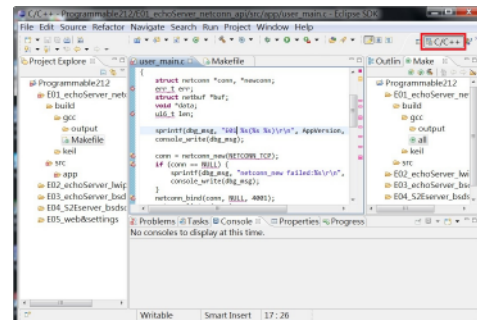 C/C++ - Programmable212/E01_echoServer_netconn_api/src/app/user_main.c - Eclipse SDK
File Edit Source Refactor Navigate Search Run Project Window Help
C/C++
Project Explore
user_main.c
Makefile
Outlin
Make
Programmable212
E01_echoServer_net
build
gcc
output
Makefile
keil
src
app
E02_echoServer_lwip
E03_echoServer_bsd
E04_S2Eserver_bsdsc
E05_web&settings
{
struct netconn *conn, *newconn;
err_t err;
struct netbuf *buf;
void *data;
u16_t len;
sprintf(dbg_msg, "E01 %s(%s %s)\r\n", AppVersion,
console_write(dbg_msg);
conn = netconn_new(NETCONN_TCP);
if (conn == NULL) {
sprintf(dbg_msg, "netconn_new failed:%s\r\n",
console_write(dbg_msg);
}
netconn_bind(conn, NULL, 4001);
Programmable212
E01_echoServer_net
build
gcc
output
all
keil
src
E02_echoServer_lwi
E03_echoServer_bsd
E04_S2Eserver_bsds
Problems Tasks Console Properties Progress
No consoles to display at this time.
Writable Smart Insert 17 : 26